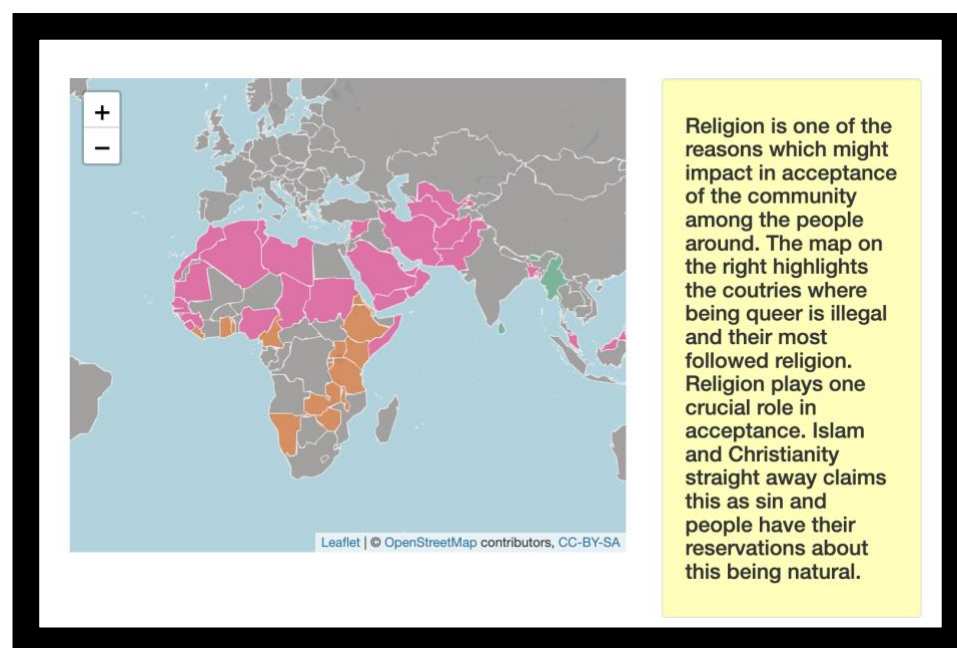 +
−
Leaflet | © OpenStreetMap contributors, CC-BY-SA
Religion is one of the
reasons which might
impact in acceptance
of the community
among the people
around. The map on
the right highlights
the coutries where
being queer is illegal
and their most
followed religion.
Religion plays one
crucial role in
acceptance. Islam
and Christianity
straight away claims
this as sin and
people have their
reservations about
this being natural.